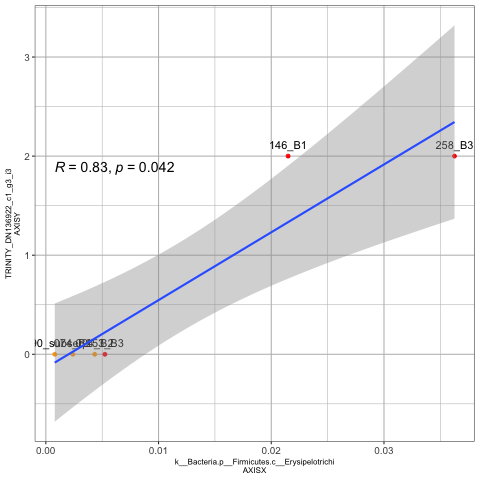 3
2
1
0
TRINITY_DN136922_c1_g3_i3
AXISY
146_B1
258_B3
R = 0.83, p = 0.042
0.00
0.01
0.02
0.03
k__Bacteria.p__Firmicutes.c__Erysipelotrichi
AXISX